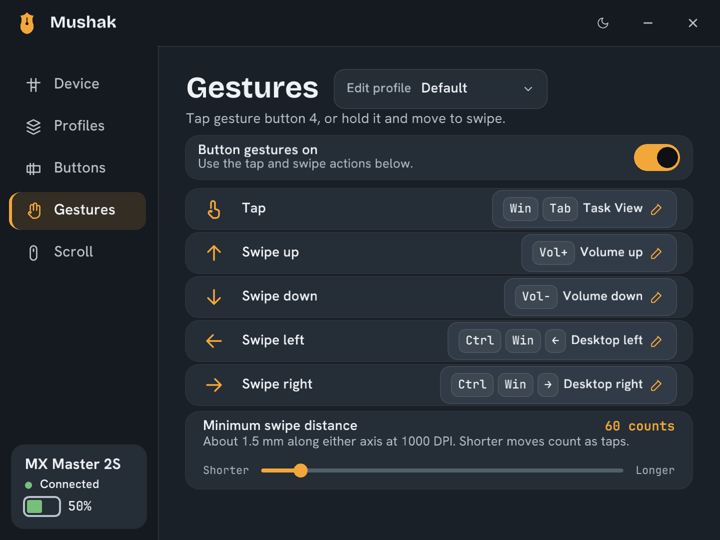 Mushak
Device
Profiles
Buttons
Gestures
Scroll
MX Master 2S
Connected
50%
Gestures
Edit profile Default
Tap gesture button 4, or hold it and move to swipe.
Button gestures on
Use the tap and swipe actions below.
Tap Win Tab Task View
Swipe up Vol+ Volume up
Swipe down Vol- Volume down
Swipe left Ctrl Win ← Desktop left
Swipe right Ctrl Win → Desktop right
Minimum swipe distance 60 counts
About 1.5 mm along either axis at 1000 DPI. Shorter moves count as taps.
Shorter Longer